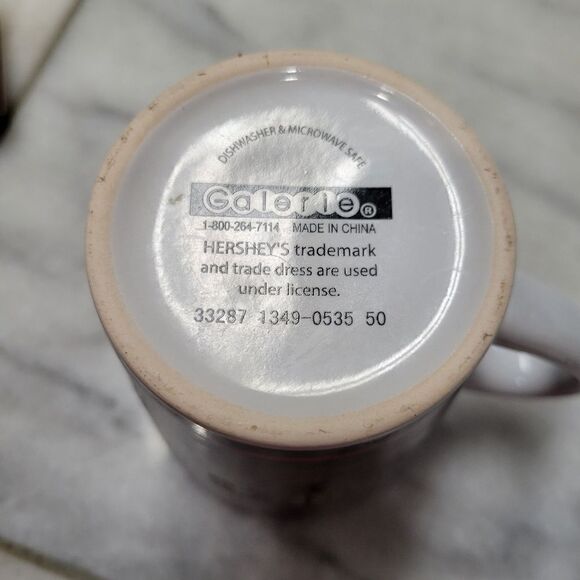 DISHWASHER & MICROWAVE SAFE
Galerie®
1-800-264-7114 MADE IN CHINA
HERSHEY'S trademark
and trade dress are used
under license.
33287 1349-0535 50